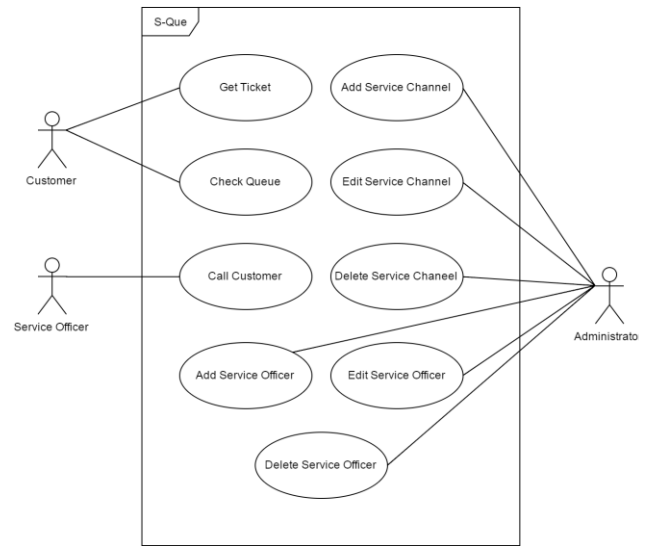 S-Que
Get Ticket
Add Service Channel
Customer
Check Queue
Edit Service Channel
Call Customer
Delete Service Chaneel
Service Officer
Administrato
Add Service Officer
Edit Service Officer
Delete Service Officer